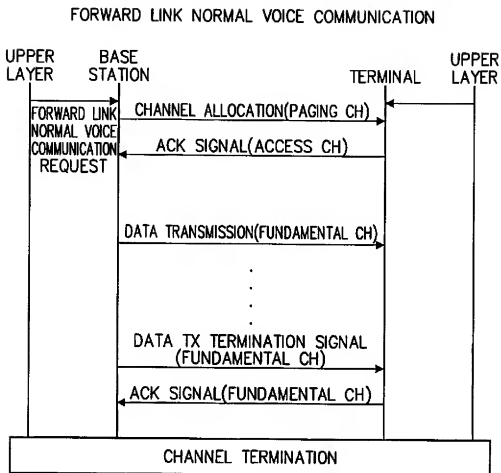 FORWARD LINK NORMAL VOICE COMMUNICATION
UPPER LAYER
BASE STATION
TERMINAL
UPPER LAYER
FORWARD LINK
NORMAL VOICE
COMMUNICATION
REQUEST
CHANNEL ALLOCATION(PAGING CH)
ACK SIGNAL(ACCESS CH)
DATA TRANSMISSION(FUNDAMENTAL CH)
DATA TX TERMINATION SIGNAL
(FUNDAMENTAL CH)
ACK SIGNAL(FUNDAMENTAL CH)
CHANNEL TERMINATION